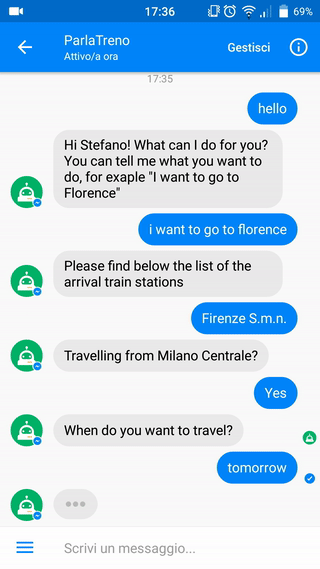 17:36
69%
ParlaTreno
Attivo/a ora
Gestisci
17:35
hello
Hi Stefano! What can I do for you?
You can tell me what you want to
do, for exaple "I want to go to
Florence"
i want to go to florence
Please find below the list of the
arrival train stations
Firenze S.m.n.
Travelling from Milano Centrale?
Yes
When do you want to travel?
tomorrow
Scrivi un messaggio...